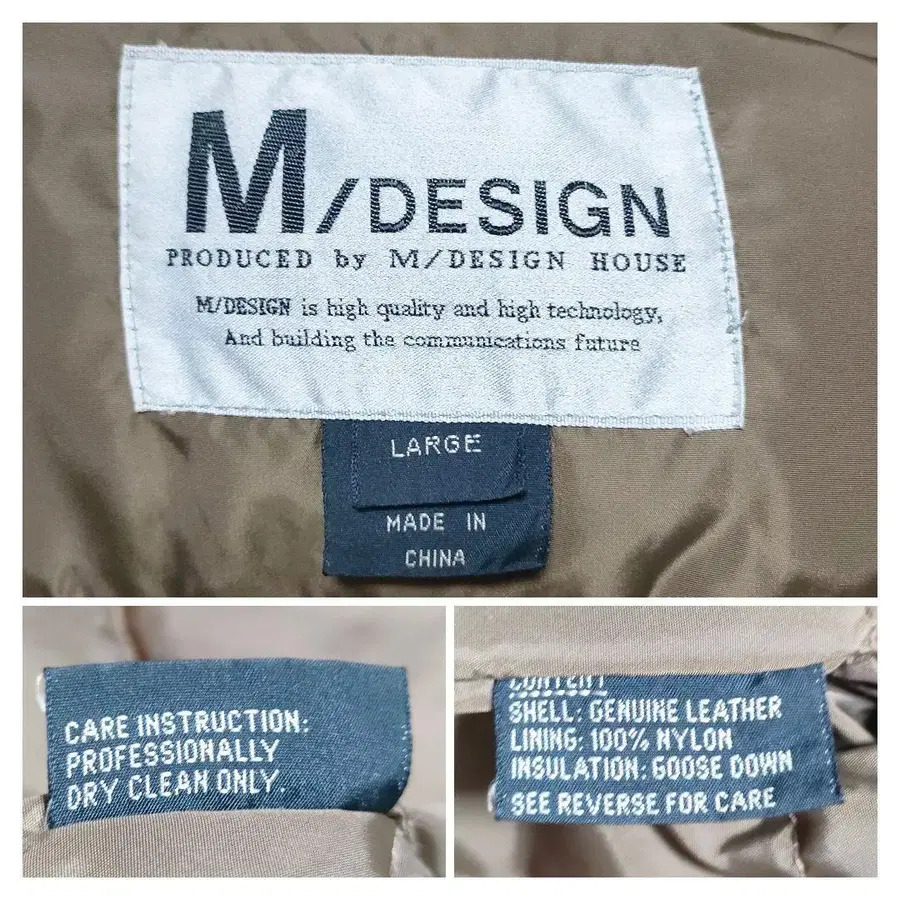 M/DESIGN
PRODUCED by M/DESIGN HOUSE
M/DESIGN is high quality and high technology,
And building the communications future
LARGE
MADE IN
CHINA
CARE INSTRUCTION:
PROFESSIONALLY
DRY CLEAN ONLY.
CONTENT
SHELL: GENUINE LEATHER
LINING: 100% NYLON
INSULATION: GOOSE DOWN
SEE REVERSE FOR CARE